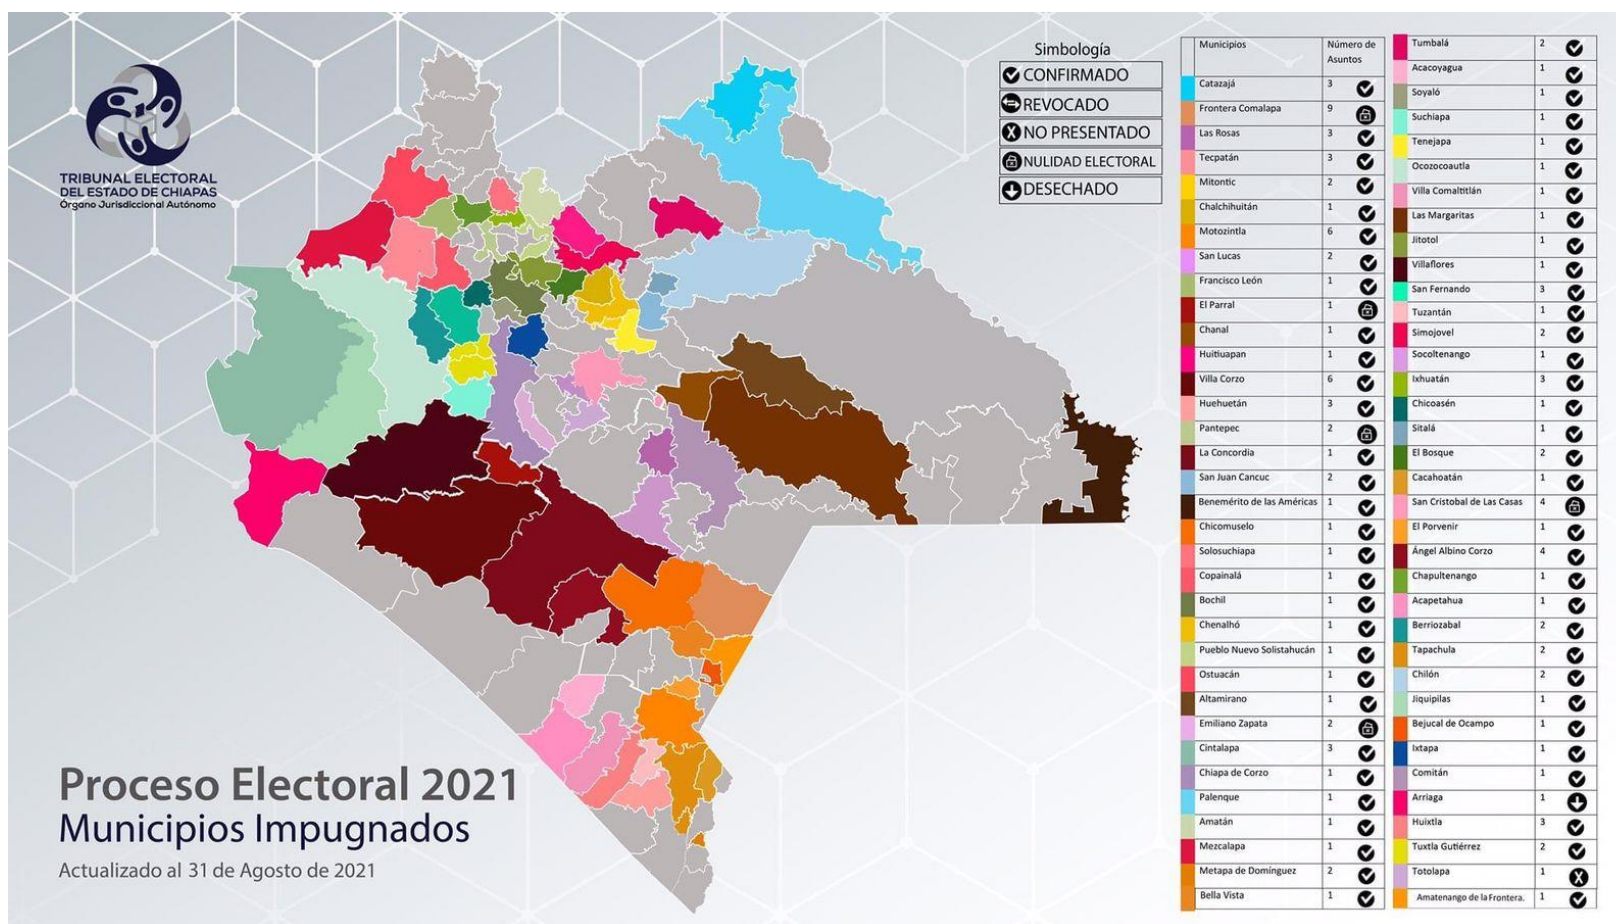 TRIBUNAL ELECTORAL
DEL ESTADO DE CHIAPAS
Órgano Jurisdiccional Autónomo
Simbología
CONFIRMADO
REVOCADO
NO PRESENTADO
NULIDAD ELECTORAL
DESECHADO
Municipios Número de Asuntos
Catazajá 3
Frontera Comalapa 9
Las Rosas 3
Tecpatán 3
Mitontic 2
Chalchihuitán 1
Motozintla 6
San Lucas 2
Francisco León 1
El Parral 1
Chanal 1
Huitiuapan 1
Villa Corzo 6
Huehuetán 3
Pantepec 2
La Concordia 1
San Juan Cancuc 2
Benemérito de las Américas 1
Chicomuselo 1
Solosuchiapa 1
Copainalá 1
Bochil 1
Chenalhó 1
Pueblo Nuevo Solistahucán 1
Ostuacán 1
Altamirano 1
Emiliano Zapata 2
Cintalapa 3
Chiapa de Corzo 1
Palenque 1
Amatán 1
Mezcalapa 1
Metapa de Domínguez 2
Bella Vista 1
Tumbalá 2
Acacoyagua 1
Soyaló 1
Suchiapa 1
Tenejapa 1
Ocozocoautla 1
Villa Comaltitlán 1
Las Margaritas 1
Jitotol 1
Villaflores 1
San Fernando 3
Tuzantán 1
Simojovel 2
Socoltenango 1
Ixhuatán 3
Chicoasén 1
Sitalá 1
El Bosque 2
Cacahoatán 1
San Cristobal de Las Casas 4
El Porvenir 1
Ángel Albino Corzo 4
Chapultenango 1
Acapetahua 1
Berriozabal 2
Tapachula 2
Chilón 2
Jiquipilas 1
Bejucal de Ocampo 1
Ixtapa 1
Comitán 1
Arriaga 1
Huixtla 3
Tuxtla Gutiérrez 2
Totolapa 1
Amatenango de la Frontera. 1
Proceso Electoral 2021
Municipios Impugnados
Actualizado al 31 de Agosto de 2021